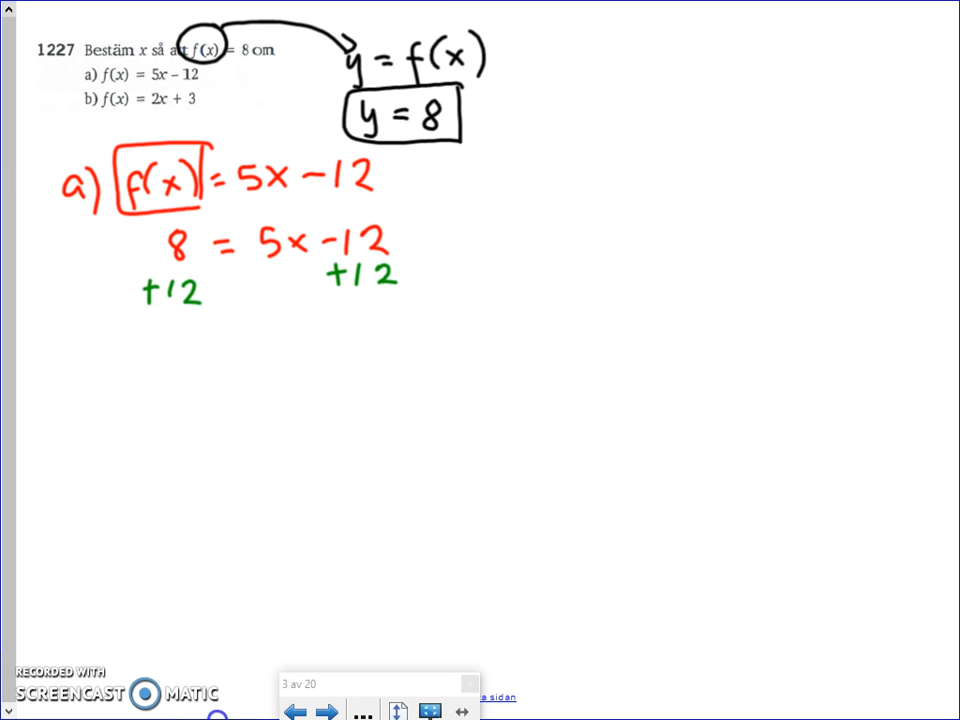 1227 Bestäm x så att f(x) = 8 om
a) f(x) = 5x – 12
b) f(x) = 2x + 3
y = f(x)
y = 8
a) f(x) = 5x - 12
8 = 5x - 12
+12 +12
RECORDED WITH
SCREENCAST MATIC
3 av 20
sidan